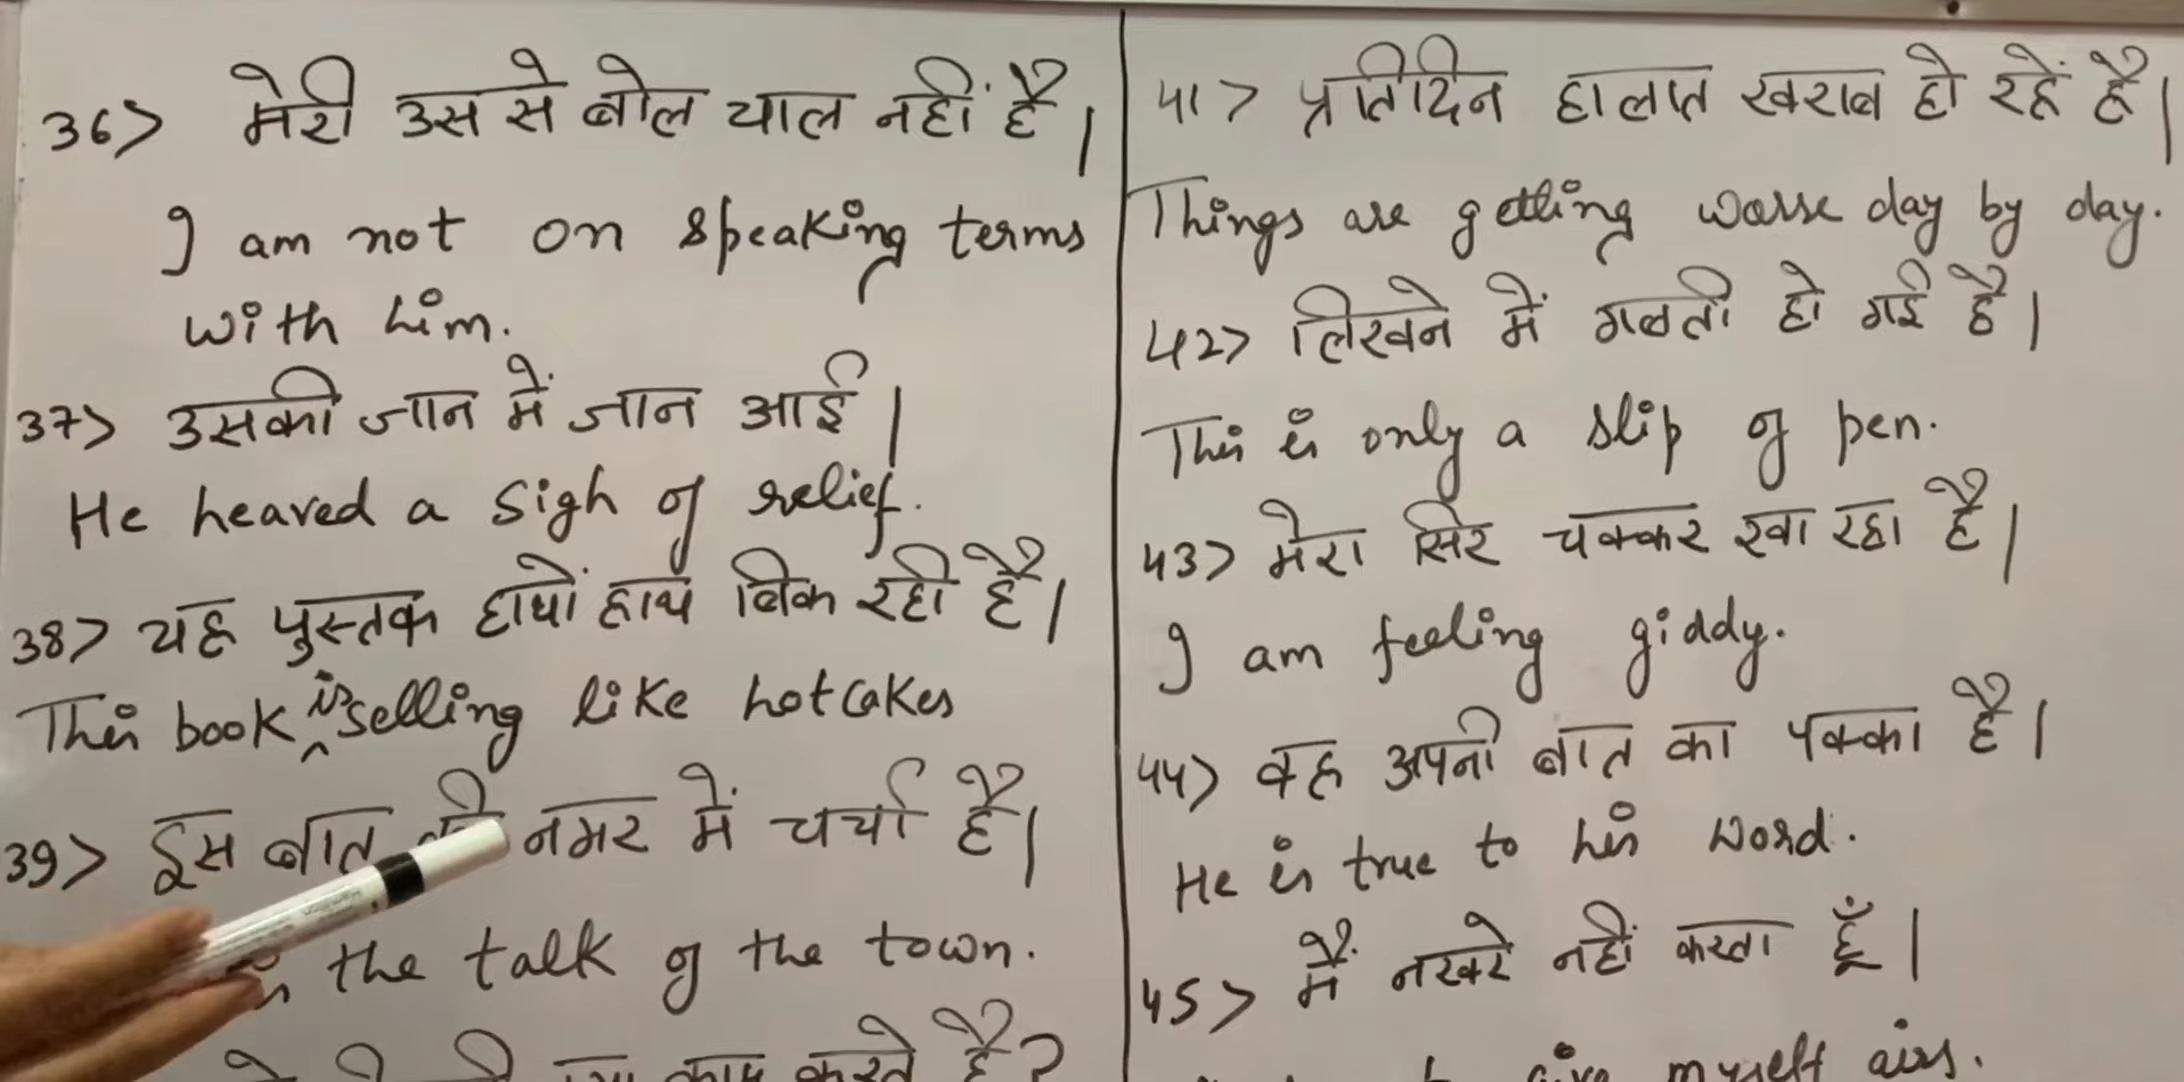 36> मेरी उस से बोल चाल नहीं है।
I am not on speaking terms
with him.
37> उसकी जान में जान आई।
He heaved a sigh of relief.
38> यह पुस्तक हाथों हाथ बिक रही है।
This book is selling like hotcakes
39> इस बात की नगर में चर्चा है।
the talk of the town.
काम करते है?
41> प्रतिदिन हालात खराब हो रहें है।
Things are getting worse day by day.
42> लिखने में गलती हो गई है।
This is only a slip of pen.
43> मेरा सिर चक्कर खा रहा है।
I am feeling giddy.
44> वह अपनी बात का पक्का है।
He is true to his word.
45> मैं नखरे नहीं करता हूँ।
give myself airs.